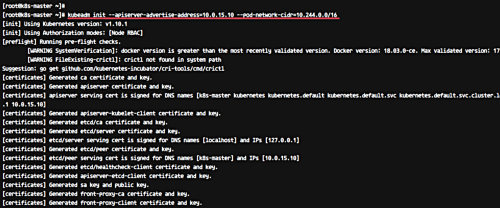 [root@k8s-master ~]#
[root@k8s-master ~]# kubeadm init --apiserver-advertise-address=10.0.15.10 --pod-network-cidr=10.244.0.0/16
[init] Using Kubernetes version: v1.10.1
[init] Using Authorization modes: [Node RBAC]
[preflight] Running pre-flight checks.
[WARNING SystemVerification]: docker version is greater than the most recently validated version. Docker version: 18.03.0-ce. Max validated version: 17
[WARNING FileExisting-crictl]: crictl not found in system path
Suggestion: go get github.com/kubernetes-incubator/cri-tools/cmd/crictl
[certificates] Generated ca certificate and key.
[certificates] Generated apiserver certificate and key.
[certificates] apiserver serving cert is signed for DNS names [k8s-master kubernetes kubernetes.default kubernetes.default.svc kubernetes.default.svc.cluster.l
.1 10.0.15.10]
[certificates] Generated apiserver-kubelet-client certificate and key.
[certificates] Generated etcd/ca certificate and key.
[certificates] Generated etcd/server certificate and key.
[certificates] etcd/server serving cert is signed for DNS names [localhost] and IPs [127.0.0.1]
[certificates] Generated etcd/peer certificate and key.
[certificates] etcd/peer serving cert is signed for DNS names [k8s-master] and IPs [10.0.15.10]
[certificates] Generated etcd/healthcheck-client certificate and key.
[certificates] Generated apiserver-etcd-client certificate and key.
[certificates] Generated sa key and public key.
[certificates] Generated front-proxy-ca certificate and key.
[certificates] Generated front-proxy-client certificate and key.